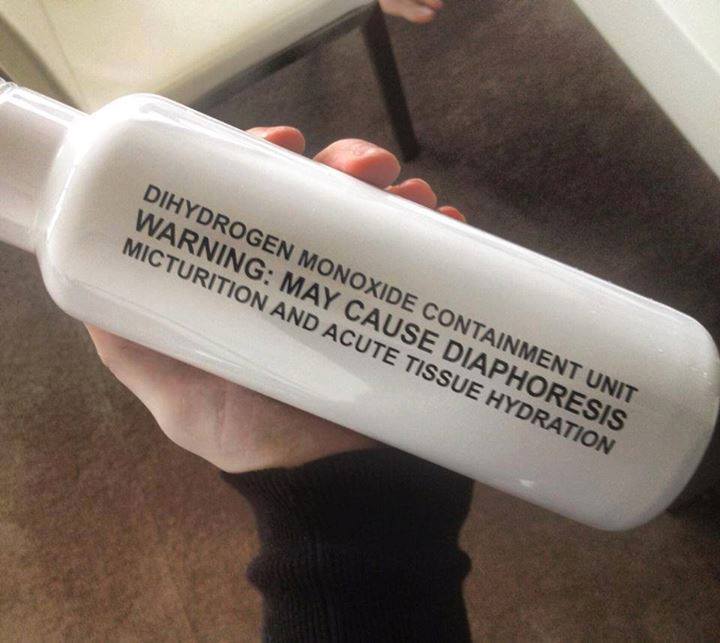 DIHYDROGEN MONOXIDE CONTAINMENT UNIT
WARNING: MAY CAUSE DIAPHORESIS
MICTURITION AND ACUTE TISSUE HYDRATION